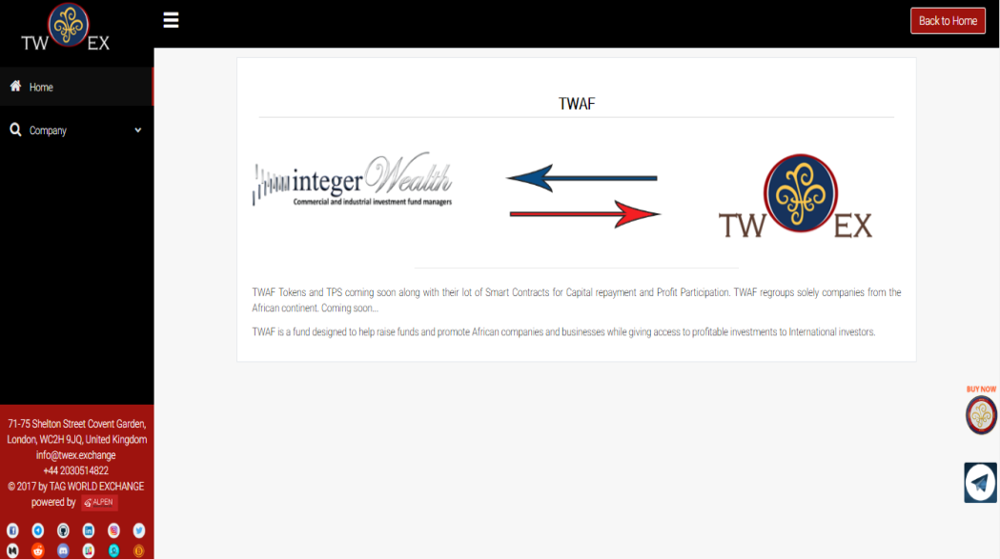 TW EX
Back to Home
Home
Company
TWAF
integer Wealth
Commercial and industrial investment fund managers
TW EX
TWAF Tokens and TPS coming soon along with their lot of Smart Contracts for Capital repayment and Profit Participation. TWAF regroups solely companies from the
African continent. Coming soon...
TWAF is a fund designed to help raise funds and promote African companies and businesses while giving access to profitable investments to International investors.
BUY NOW
71-75 Shelton Street Covent Garden,
London, WC2H 9JQ, United Kingdom
info@twex.exchange
+44 2030514822
© 2017 by TAG WORLD EXCHANGE
powered by ALPEN